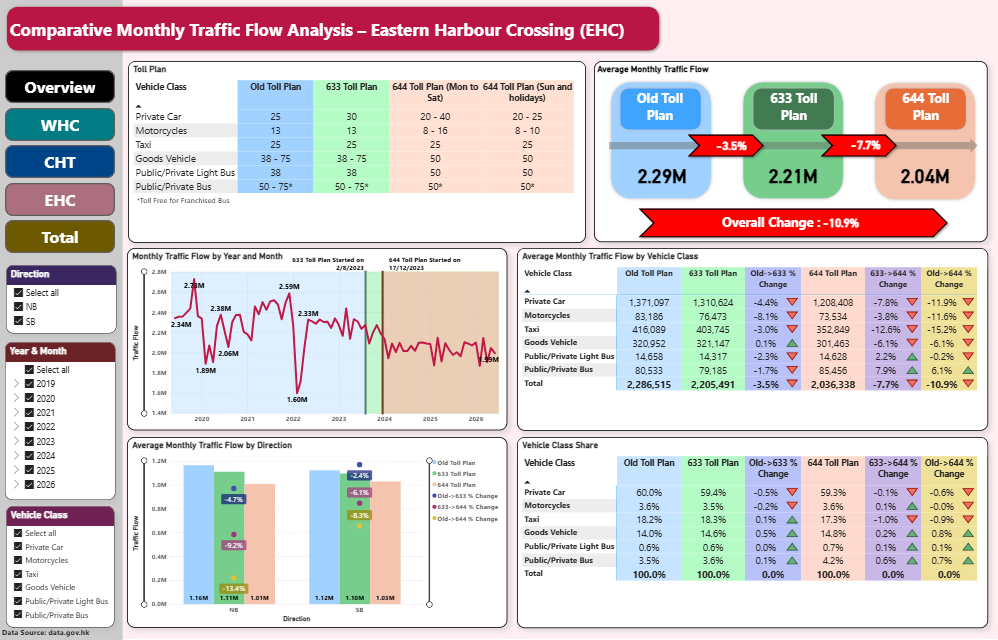 Comparative Monthly Traffic Flow Analysis – Eastern Harbour Crossing (EHC)
Overview
WHC
CHT
EHC
Total
Direction
Select all
NB
SB
Year & Month
Select all
2019
2020
2021
2022
2023
2024
2025
2026
Vehicle Class
Select all
Private Car
Motorcycles
Taxi
Goods Vehicle
Public/Private Light Bus
Public/Private Bus
Data Source: data.gov.hk
Toll Plan
Vehicle Class Old Toll Plan 633 Toll Plan 644 Toll Plan (Mon to Sat) 644 Toll Plan (Sun and holidays)
Private Car 25 30 20 - 40 20 - 25
Motorcycles 13 13 8 - 16 8 - 10
Taxi 25 25 25 25
Goods Vehicle 38 - 75 38 - 75 50 50
Public/Private Light Bus 38 38 50 50
Public/Private Bus 50 - 75* 50 - 75* 50* 50*
*Toll Free for Franchised Bus
Average Monthly Traffic Flow
Old Toll Plan
633 Toll Plan
644 Toll Plan
-3.5%
-7.7%
2.29M
2.21M
2.04M
Overall Change : -10.9%
Monthly Traffic Flow by Year and Month
633 Toll Plan Started on 2/8/2023
644 Toll Plan Started on 17/12/2023
Traffic Flow
2.8M
2.6M
2.4M
2.2M
2.0M
1.8M
1.6M
1.4M
2.34M
2.73M
1.89M
2.38M
2.06M
2.59M
1.60M
2.33M
1.99M
2020 2021 2022 2023 2024 2025 2026
Average Monthly Traffic Flow by Vehicle Class
Vehicle Class Old Toll Plan 633 Toll Plan Old->633 % Change 644 Toll Plan 633->644 % Change Old->644 % Change
Private Car 1,371,097 1,310,624 -4.4% 1,208,408 -7.8% -11.9%
Motorcycles 83,186 76,473 -8.1% 73,534 -3.8% -11.6%
Taxi 416,089 403,745 -3.0% 352,849 -12.6% -15.2%
Goods Vehicle 320,952 321,147 0.1% 301,463 -6.1% -6.1%
Public/Private Light Bus 14,658 14,317 -2.3% 14,628 2.2% -0.2%
Public/Private Bus 80,533 79,185 -1.7% 85,456 7.9% 6.1%
Total 2,286,515 2,205,491 -3.5% 2,036,338 -7.7% -10.9%
Average Monthly Traffic Flow by Direction
Traffic Flow
1.2M
1.0M
0.8M
0.6M
0.4M
0.2M
0.0M
-4.7%
-9.2%
-13.4%
-2.4%
-6.1%
-8.3%
1.16M 1.11M 1.01M 1.12M 1.10M 1.03M
NB SB
Direction
Old Toll Plan
633 Toll Plan
644 Toll Plan
Old->633 % Change
633->644 % Change
Old->644 % Change
Vehicle Class Share
Vehicle Class Old Toll Plan 633 Toll Plan Old->633 % Change 644 Toll Plan 633->644 % Change Old->644 % Change
Private Car 60.0% 59.4% -0.5% 59.3% -0.1% -0.6%
Motorcycles 3.6% 3.5% -0.2% 3.6% 0.1% -0.0%
Taxi 18.2% 18.3% 0.1% 17.3% -1.0% -0.9%
Goods Vehicle 14.0% 14.6% 0.5% 14.8% 0.2% 0.8%
Public/Private Light Bus 0.6% 0.6% 0.0% 0.7% 0.1% 0.1%
Public/Private Bus 3.5% 3.6% 0.1% 4.2% 0.6% 0.7%
Total 100.0% 100.0% 0.0% 100.0% 0.0% 0.0%